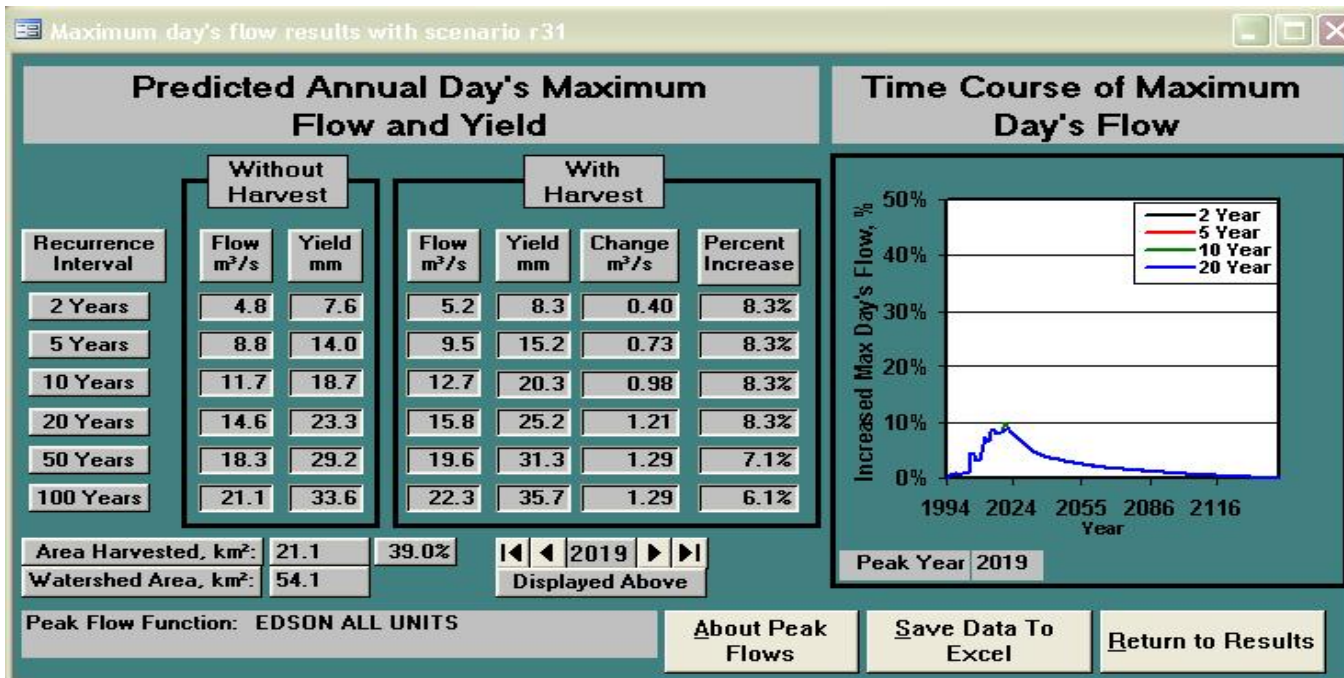 Maximum day's flow results with scenario r31
Predicted Annual Day's Maximum
Flow and Yield
Without
Harvest
With
Harvest
Recurrence
Interval
Flow
m³/s
Yield
mm
Flow
m³/s
Yield
mm
Change
m³/s
Percent
Increase
2 Years 4.8 7.6 5.2 8.3 0.40 8.3%
5 Years 8.8 14.0 9.5 15.2 0.73 8.3%
10 Years 11.7 18.7 12.7 20.3 0.98 8.3%
20 Years 14.6 23.3 15.8 25.2 1.21 8.3%
50 Years 18.3 29.2 19.6 31.3 1.29 7.1%
100 Years 21.1 33.6 22.3 35.7 1.29 6.1%
Area Harvested, km²: 21.1 39.0% 2019
Watershed Area, km²: 54.1 Displayed Above
Time Course of Maximum
Day's Flow
Increased Max Day's Flow, %
50%
40%
30%
20%
10%
0%
2 Year
5 Year
10 Year
20 Year
1994 2024 2055 2086 2116
Year
Peak Year 2019
Peak Flow Function: EDSON ALL UNITS
About Peak
Flows
Save Data To
Excel
Return to Results